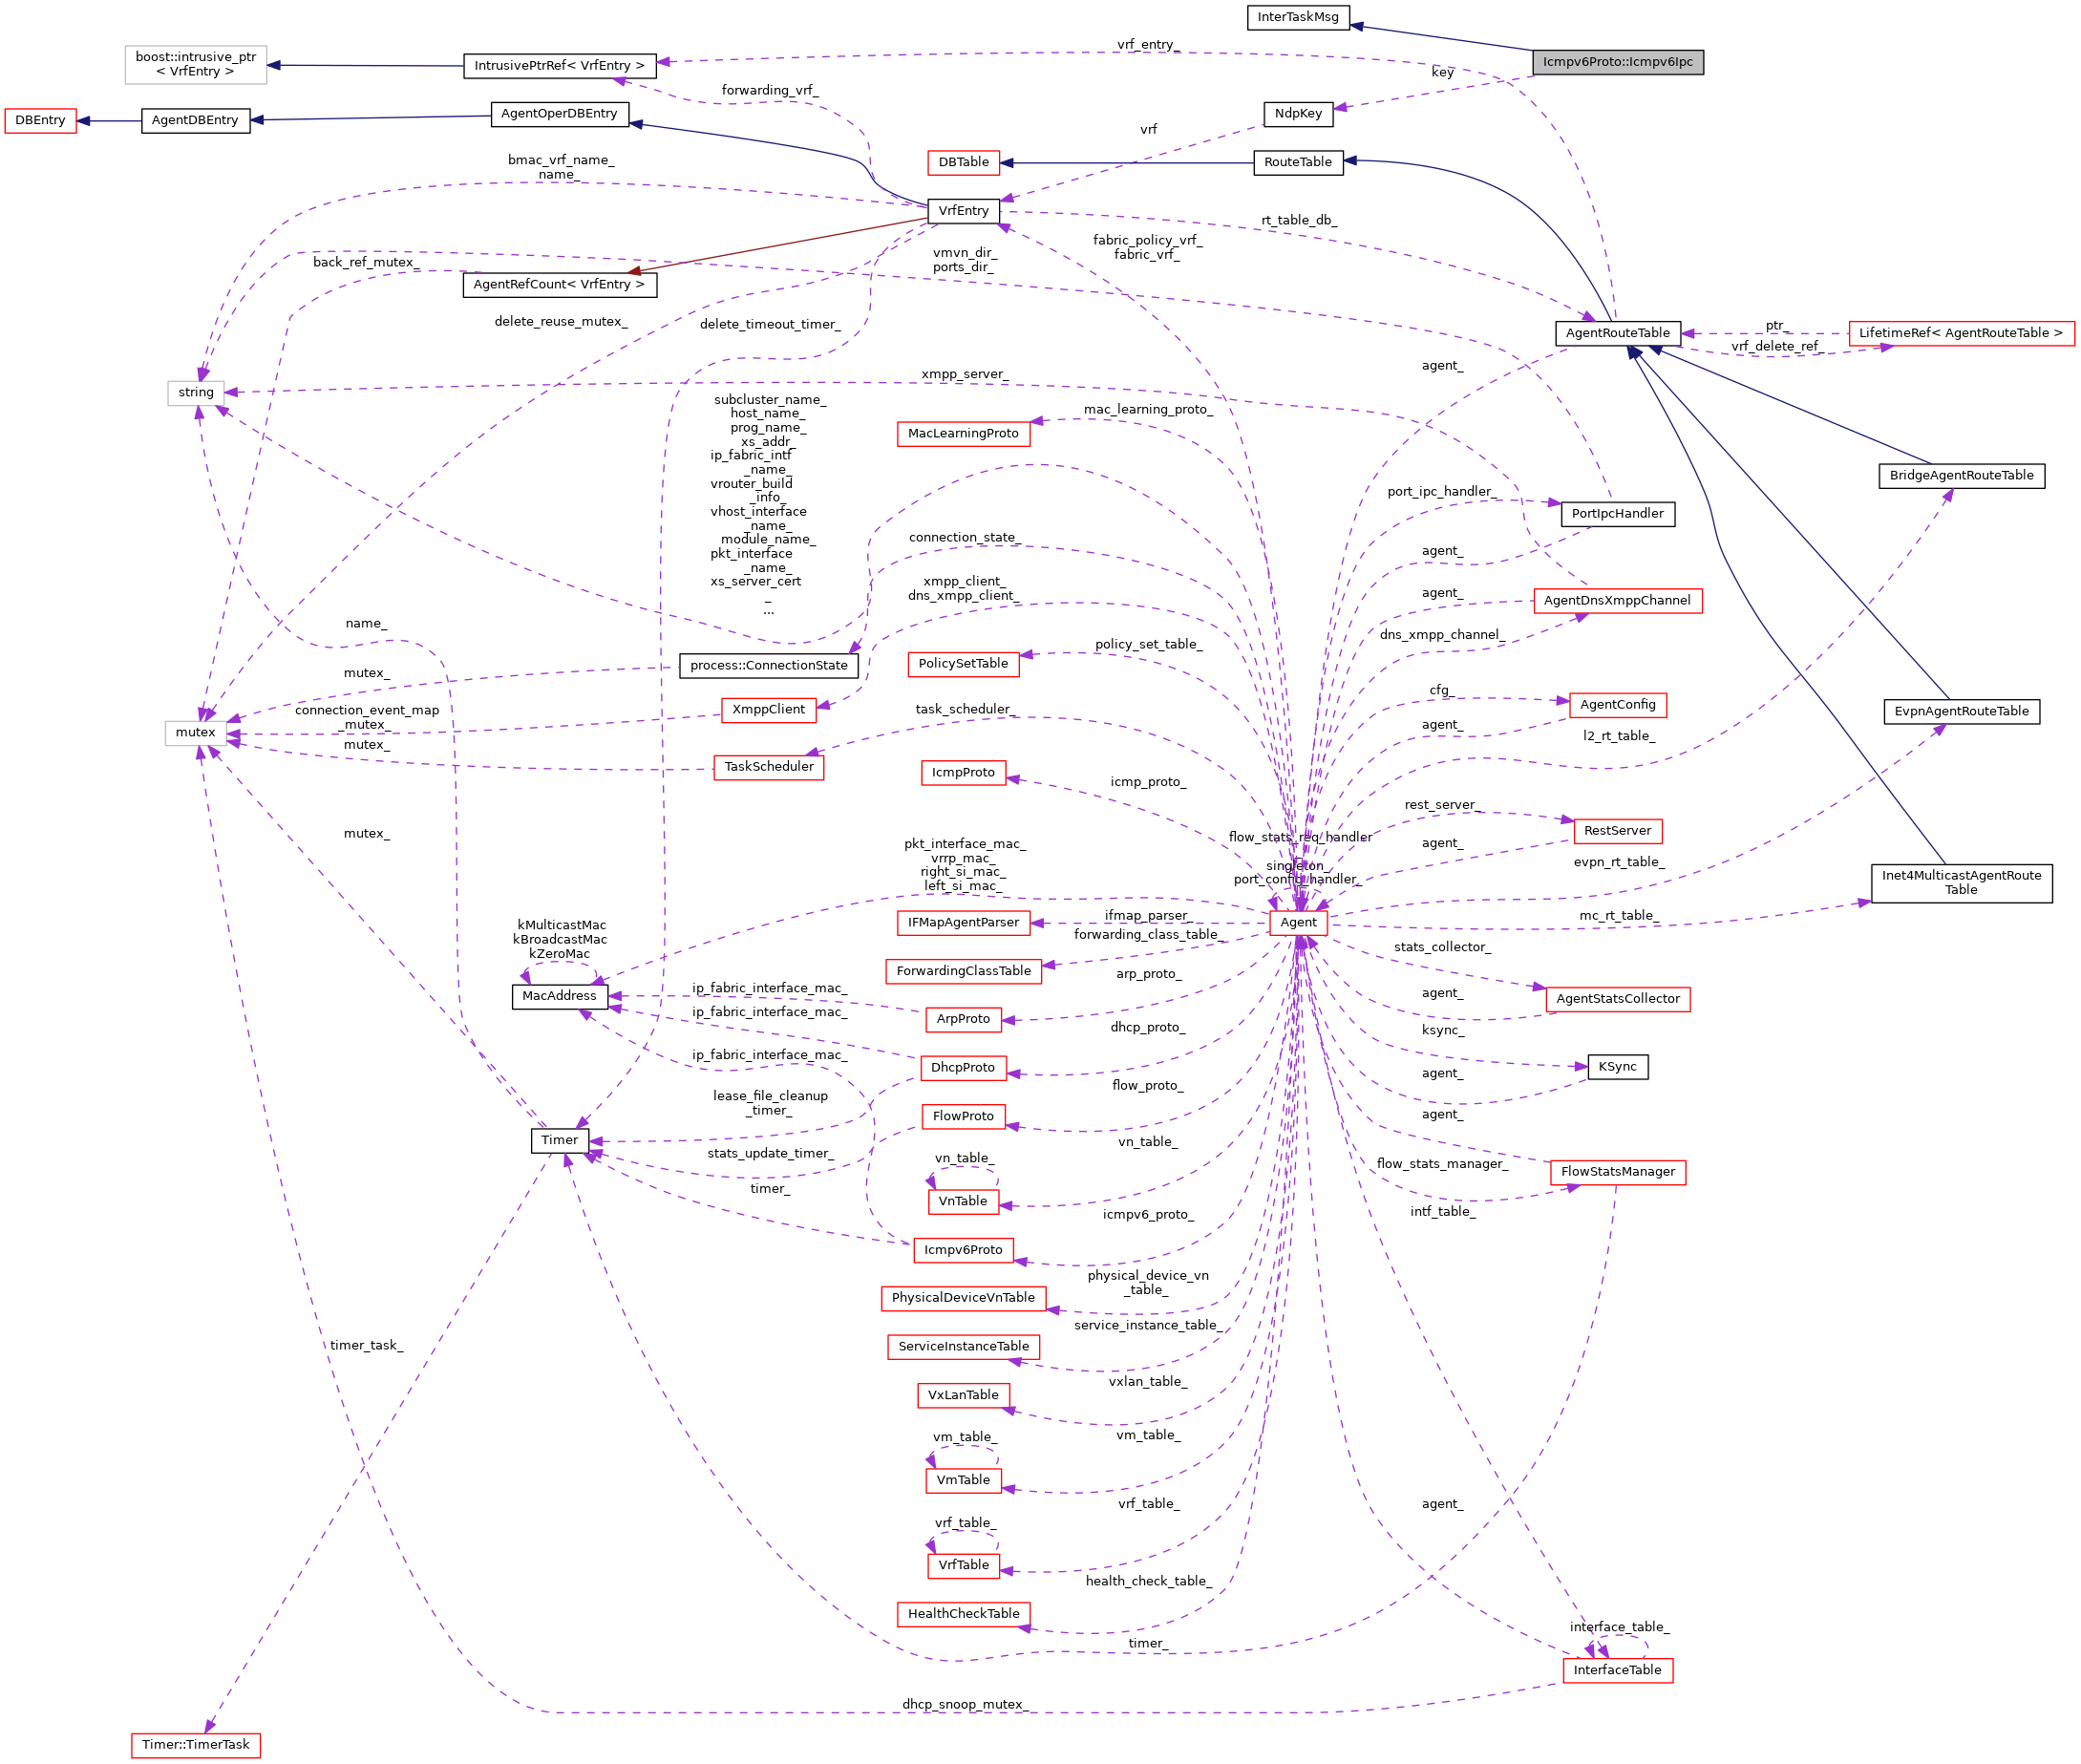 InterTaskMsg
vrf_entry_
boost::intrusive_ptr
< VrfEntry >
IntrusivePtrRef< VrfEntry >
Icmpv6Proto::Icmpv6Ipc
key
forwarding_vrf_
DBEntry
AgentDBEntry
AgentOperDBEntry
NdpKey
vrf
bmac_vrf_name_
name_
DBTable
RouteTable
VrfEntry
rt_table_db_
fabric_policy_vrf_
fabric_vrf_
vmvn_dir_
ports_dir_
back_ref_mutex_
AgentRefCount< VrfEntry >
delete_reuse_mutex_
delete_timeout_timer_
AgentRouteTable
ptr_
LifetimeRef< AgentRouteTable >
vrf_delete_ref_
agent_
xmpp_server_
string
subcluster_name_
host_name_
prog_name_
xs_addr_
ip_fabric_intf
_name_
vrouter_build
_info_
vhost_interface
_name_
module_name_
pkt_interface
_name_
xs_server_cert
_
...
mac_learning_proto_
MacLearningProto
BridgeAgentRouteTable
port_ipc_handler_
PortIpcHandler
connection_state_
agent_
xmpp_client_
dns_xmpp_client_
agent_
AgentDnsXmppChannel
name_
dns_xmpp_channel_
policy_set_table_
process::ConnectionState
PolicySetTable
mutex_
cfg_
AgentConfig
connection_event_map
_mutex_
XmppClient
task_scheduler_
agent_
EvpnAgentRouteTable
mutex
mutex_
l2_rt_table_
TaskScheduler
IcmpProto
icmp_proto_
rest_server_
mutex_
flow_stats_req_handler
RestServer
agent_
pkt_interface_mac_
vrrp_mac_
right_si_mac_
left_si_mac_
singleton_
port_config_handler_
evpn_rt_table_
Inet4MulticastAgentRoute
Table
IFMapAgentParser
ifmap_parser_
Agent
mc_rt_table_
kMulticastMac
kBroadcastMac
kZeroMac
forwarding_class_table_
stats_collector_
ForwardingClassTable
arp_proto_
MacAddress
ip_fabric_interface_mac_
agent_
AgentStatsCollector
ip_fabric_interface_mac_
ArpProto
dhcp_proto_
ksync_
ip_fabric_interface_mac_
DhcpProto
KSync
agent_
flow_proto_
lease_file_cleanup
_timer_
FlowProto
agent_
Timer
vn_table_
stats_update_timer_
vn_table_
flow_stats_manager_
FlowStatsManager
timer_
VnTable
icmpv6_proto_
intf_table_
Icmpv6Proto
physical_device_vn
_table_
PhysicalDeviceVnTable
service_instance_table_
timer_task_
ServiceInstanceTable
vxlan_table_
VxLanTable
vm_table_
vm_table_
VmTable
vrf_table_
agent_
vrf_table_
VrfTable
health_check_table_
HealthCheckTable
interface_table_
timer_
InterfaceTable
dhcp_snoop_mutex_
Timer::TimerTask